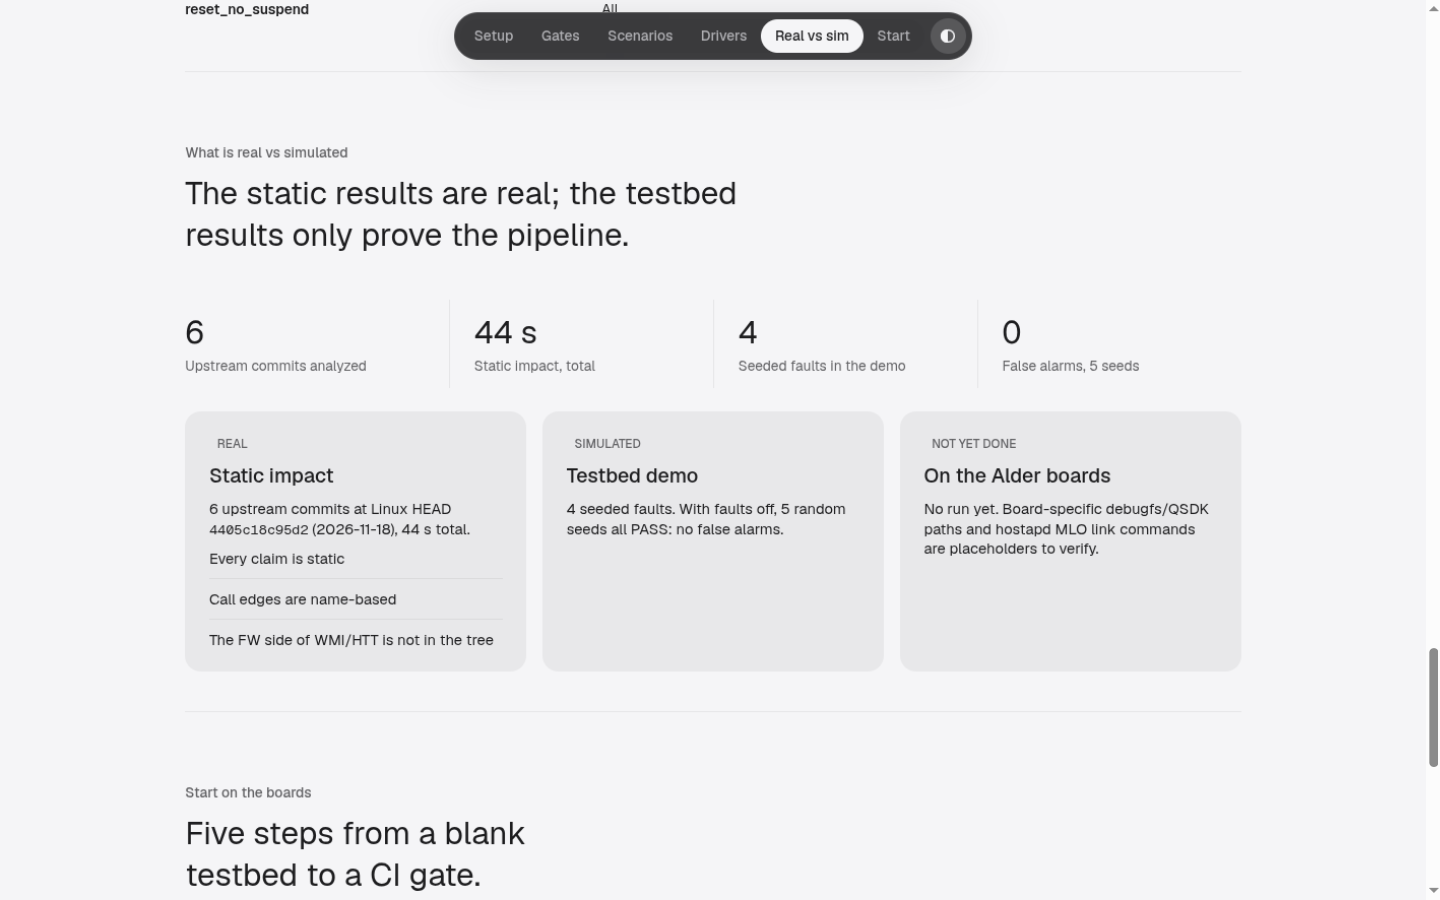 reset_no_suspend
All
Setup
Gates
Scenarios
Drivers
Real vs sim
Start
What is real vs simulated
The static results are real; the testbed
results only prove the pipeline.
6
Upstream commits analyzed
44 s
Static impact, total
4
Seeded faults in the demo
0
False alarms, 5 seeds
REAL
Static impact
6 upstream commits at Linux HEAD
4405c18c95d2 (2026-11-18), 44 s total.
Every claim is static
Call edges are name-based
The FW side of WMI/HTT is not in the tree
SIMULATED
Testbed demo
4 seeded faults. With faults off, 5 random
seeds all PASS: no false alarms.
NOT YET DONE
On the Alder boards
No run yet. Board-specific debugfs/QSDK
paths and hostapd MLO link commands
are placeholders to verify.
Start on the boards
Five steps from a blank
testbed to a CI gate.